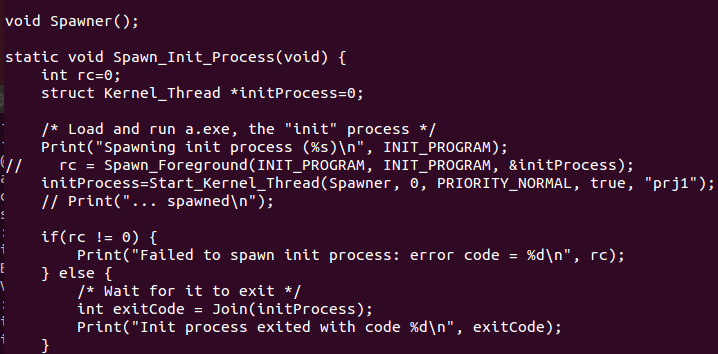 void Spawner();
static void Spawn_Init_Process(void) {
    int rc=0;
    struct Kernel_Thread *initProcess=0;
    /* Load and run a.exe, the "init" process */
    Print("Spawning init process (%s)\n", INIT_PROGRAM);
//    rc = Spawn_Foreground(INIT_PROGRAM, INIT_PROGRAM, &initProcess);
    initProcess=Start_Kernel_Thread(Spawner, 0, PRIORITY_NORMAL, true, "prj1");
    // Print("... spawned\n");
    if(rc != 0) {
        Print("Failed to spawn init process: error code = %d\n", rc);
    } else {
        /* Wait for it to exit */
        int exitCode = Join(initProcess);
        Print("Init process exited with code %d\n", exitCode);
    }